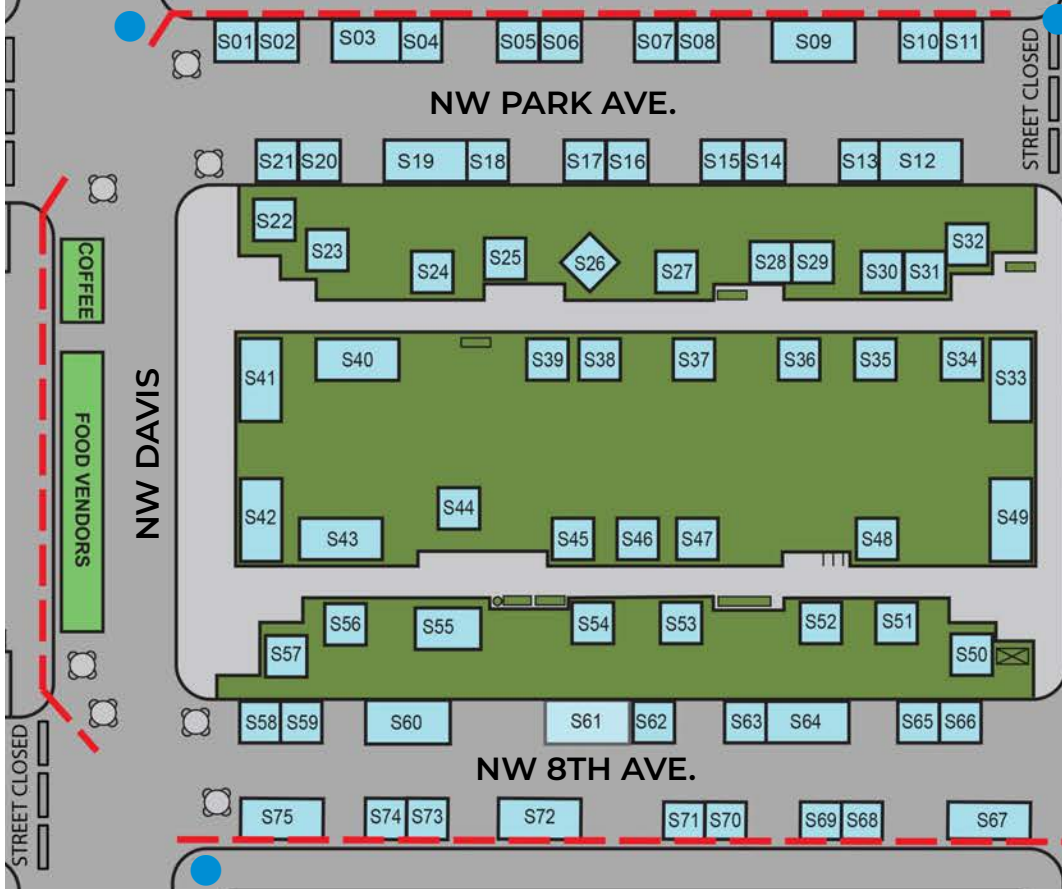 S01 S02 S03 S04 S05 S06 S07 S08 S09 S10 S11
STREET CLOSED
NW PARK AVE.
S21 S20 S19 S18 S17 S16 S15 S14 S13 S12
S22 S23 S24 S25 S26 S27 S28 S29 S30 S31 S32
COFFEE
FOOD VENDORS
NW DAVIS
S41 S40 S39 S38 S37 S36 S35 S34 S33
S42 S43 S44 S45 S46 S47 S48 S49
S57 S56 S55 S54 S53 S52 S51 S50
S58 S59 S60 S61 S62 S63 S64 S65 S66
NW 8TH AVE.
STREET CLOSED
S75 S74 S73 S72 S71 S70 S69 S68 S67